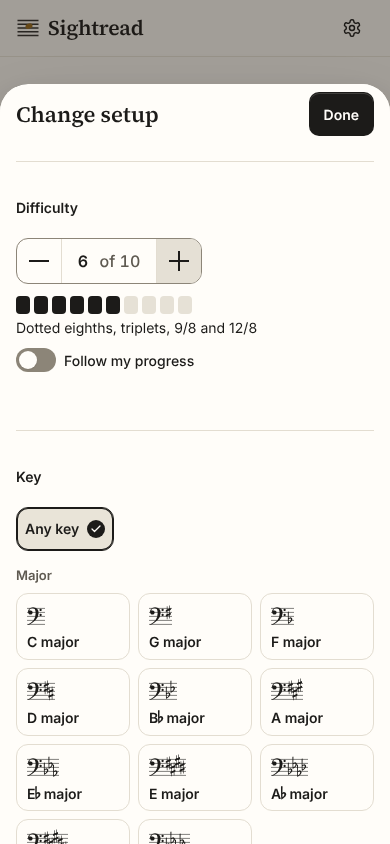 Sightread
Change setup
Done
Difficulty
6 of 10
Dotted eighths, triplets, 9/8 and 12/8
Follow my progress
Key
Any key
Major
C major
G major
F major
D major
B♭ major
A major
E♭ major
E major
A♭ major